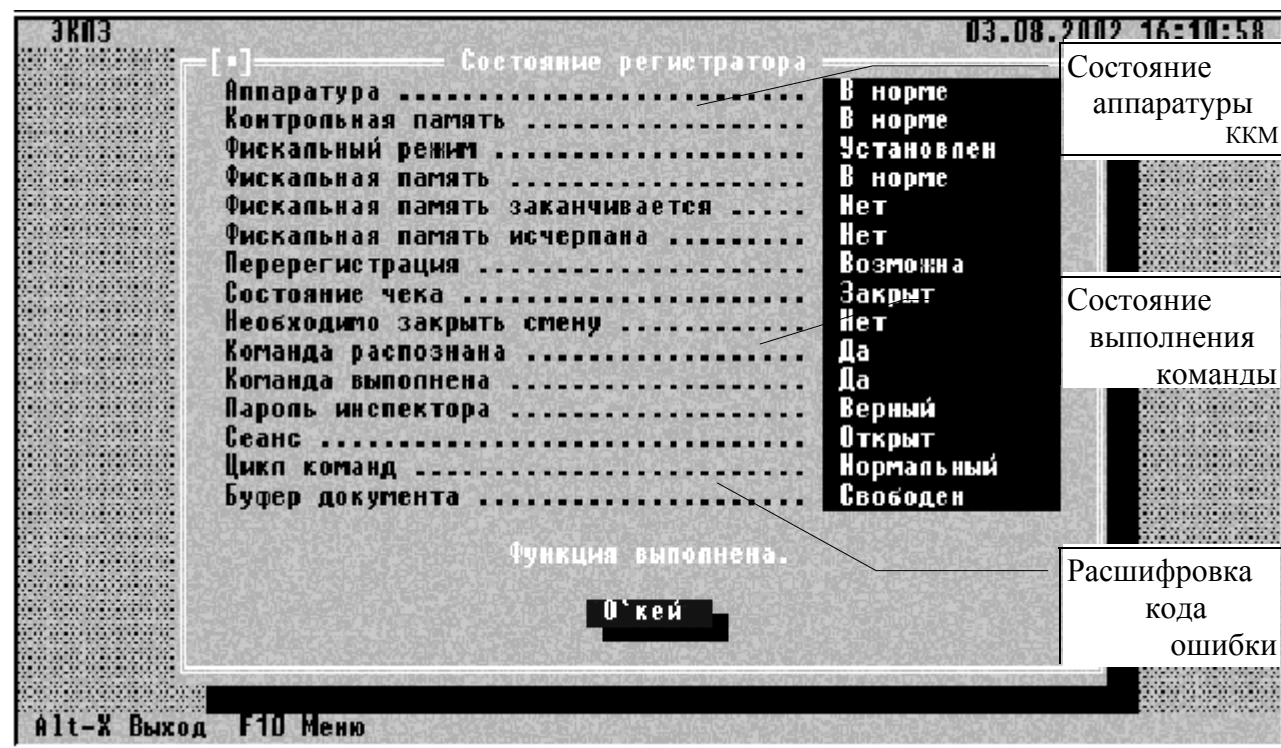 ЭКПЗ 03.08.2002 16:10:58
[▪] Состояние регистратора
Аппаратура .......................... В норме
Контрольная память .................. В норме
Фискальный режим .................... Установлен
Фискальная память ................... В норме
Фискальная память заканчивается ..... Нет
Фискальная память исчерпана ......... Нет
Перерегистрация ..................... Возможна
Состояние чека ...................... Закрыт
Необходимо закрыть смену ............ Нет
Команда распознана .................. Да
Команда выполнена ................... Да
Пароль инспектора ................... Верный
Сеанс ............................... Открыт
Цикл команд ......................... Нормальный
Буфер документа ..................... Свободен
Функция выполнена.
О`кей
Alt-X Выход F10 Меню
Состояние
аппаратуры
ККМ
Состояние
выполнения
команды
Расшифровка
кода
ошибки